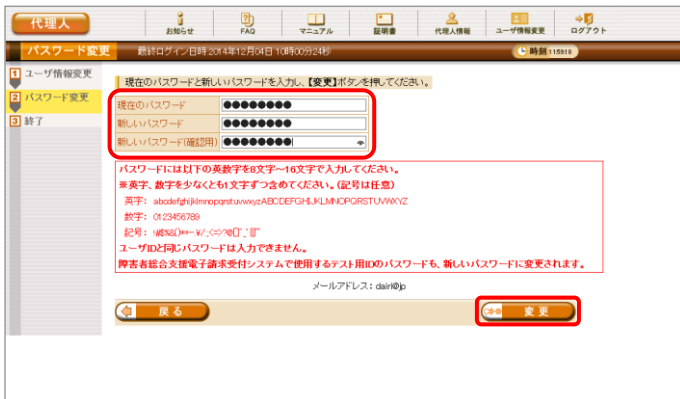 代理人
お知らせ
FAQ
マニュアル
証明書
代理人情報
ユーザ情報変更
ログアウト
パスワード変更
最終ログイン日時:2014年12月04日 10時00分24秒
時刻 11:59:18
1 ユーザ情報変更
2 パスワード変更
3 終了
現在のパスワードと新しいパスワードを入力し、【変更】ボタンを押してください。
現在のパスワード ●●●●●●●●
新しいパスワード ●●●●●●●●
新しいパスワード(確認用) ●●●●●●●●
パスワードには以下の英数字を8文字～16文字で入力してください。
※英字、数字を少なくとも1文字ずつ含めてください。(記号は任意)
英字: abcdefghijklmnopqrstuvwxyzABCDEFGHIJKLMNOPQRSTUVWXYZ
数字: 0123456789
記号:
ユーザIDと同じパスワードは入力できません。
障害者総合支援電子請求受付システムで使用するテスト用IDのパスワードも、新しいパスワードに変更されます。
メールアドレス: dairi@jp
戻る
変更